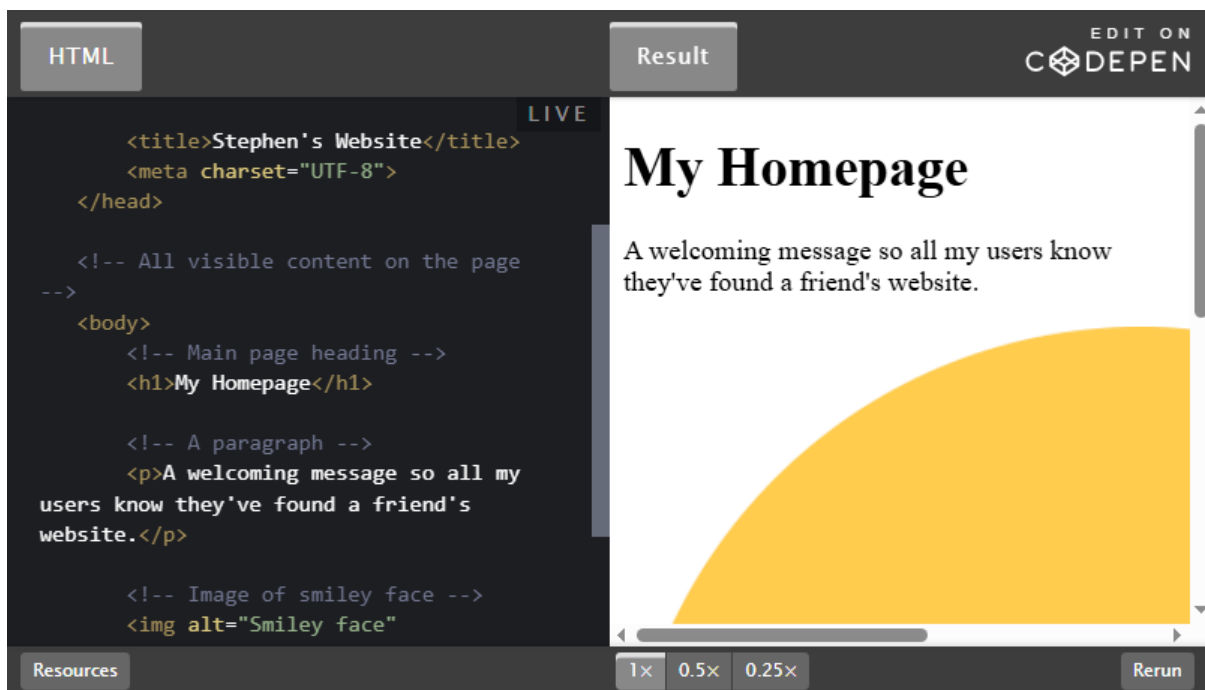 HTML
Result
EDIT ON
CODEPEN
LIVE
<title>Stephen's Website</title>
<meta charset="UTF-8">
</head>
<!-- All visible content on the page
-->
<body>
<!-- Main page heading -->
<h1>My Homepage</h1>
<!-- A paragraph -->
<p>A welcoming message so all my
users know they've found a friend's
website.</p>
<!-- Image of smiley face -->
<img alt="Smiley face"
My Homepage
A welcoming message so all my users know
they've found a friend's website.
Resources
1× 0.5× 0.25×
Rerun